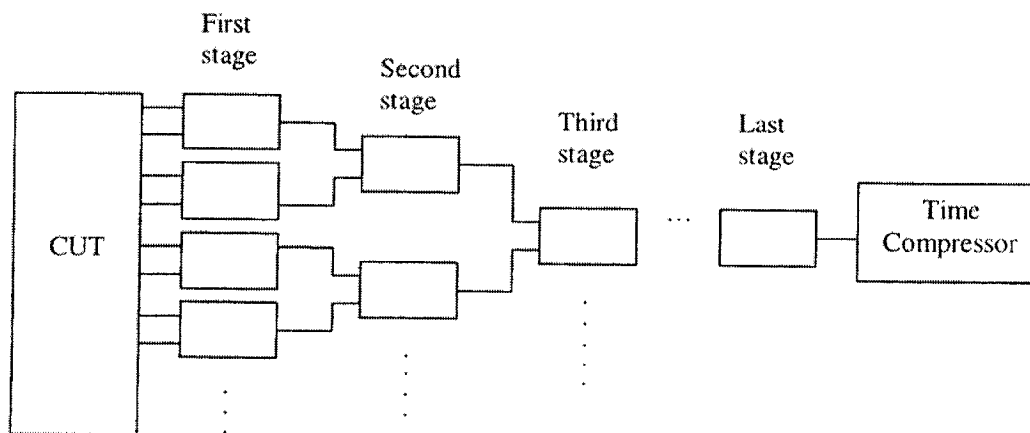 First
stage
Second
stage
Third
stage
Last
stage
CUT
...
Time
Compressor